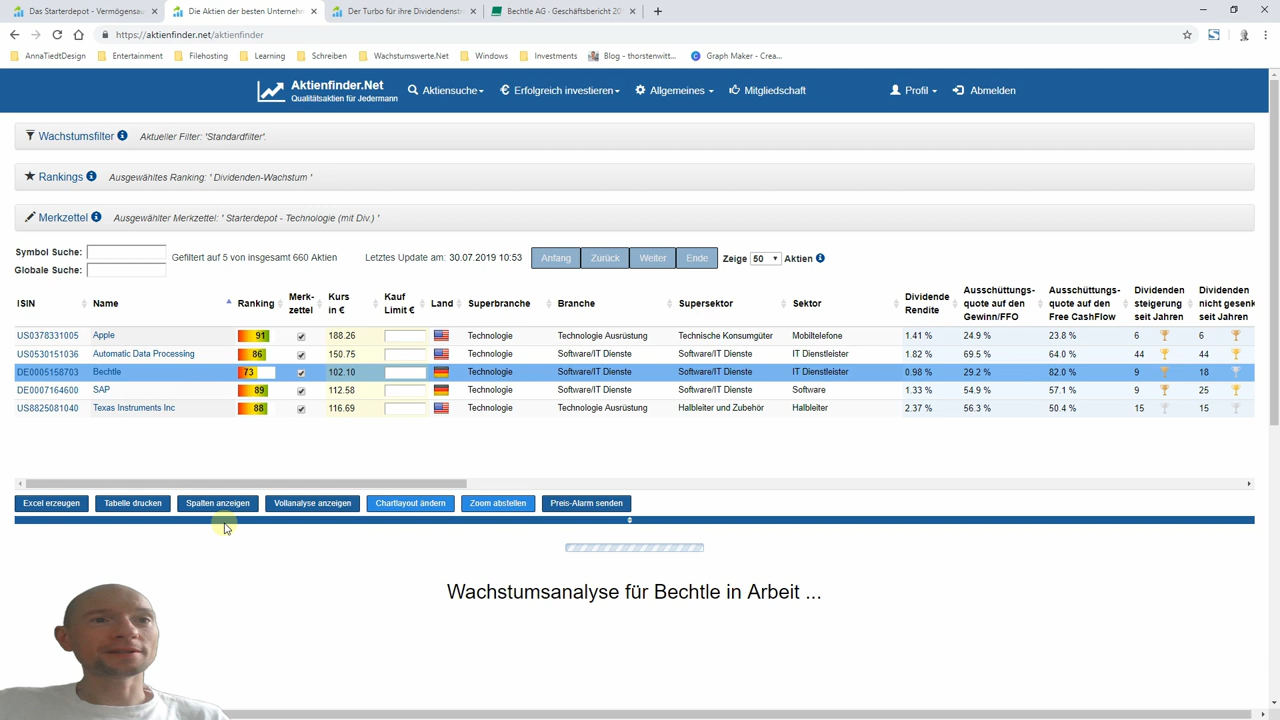 Das Starterdepot - Vermögensau
Die Aktien der besten Unternehm
Der Turbo für ihre Dividendenst
Bechtle AG - Geschäftsbericht 20
https://aktienfinder.net/aktienfinder
AnnaTiedtDesign
Entertainment
Filehosting
Learning
Schreiben
Wachstumswerte.Net
Windows
Investments
Blog - thorstenwitt...
Graph Maker - Crea...
Aktienfinder.Net
Qualitätsaktien für Jedermann
Aktiensuche
Erfolgreich investieren
Allgemeines
Mitgliedschaft
Profil
Abmelden
Wachstumsfilter Aktueller Filter: 'Standardfilter'.
Rankings Ausgewähltes Ranking: ' Dividenden-Wachstum '
Merkzettel Ausgewählter Merkzettel: ' Starterdepot - Technologie (mit Div.) '
Symbol Suche:
Globale Suche:
Gefiltert auf 5 von insgesamt 660 Aktien
Letztes Update am: 30.07.2019 10:53
Anfang Zurück Weiter Ende
Zeige 50 Aktien
ISIN Name Ranking Merk-zettel Kurs in € Kauf Limit € Land Superbranche Branche Supersektor Sektor Dividende Rendite Ausschüttungs-quote auf den Gewinn/FFO Ausschüttungs-quote auf den Free CashFlow Dividenden steigerung seit Jahren Dividenden nicht gesenk seit Jahren
US0378331005 Apple 91 188.26 Technologie Technologie Ausrüstung Technische Konsumgüter Mobiltelefone 1.41 % 24.9 % 23.8 % 6 6
US0530151036 Automatic Data Processing 86 150.75 Technologie Software/IT Dienste Software/IT Dienste IT Dienstleister 1.82 % 69.5 % 64.0 % 44 44
DE0005158703 Bechtle 73 102.10 Technologie Software/IT Dienste Software/IT Dienste IT Dienstleister 0.98 % 29.2 % 82.0 % 9 18
DE0007164600 SAP 89 112.58 Technologie Software/IT Dienste Software/IT Dienste Software 1.33 % 54.9 % 57.1 % 9 25
US8825081040 Texas Instruments Inc 88 116.69 Technologie Technologie Ausrüstung Halbleiter und Zubehör Halbleiter 2.37 % 56.3 % 50.4 % 15 15
Excel erzeugen
Tabelle drucken
Spalten anzeigen
Vollanalyse anzeigen
Chartlayout ändern
Zoom abstellen
Preis-Alarm senden
Wachstumsanalyse für Bechtle in Arbeit ...